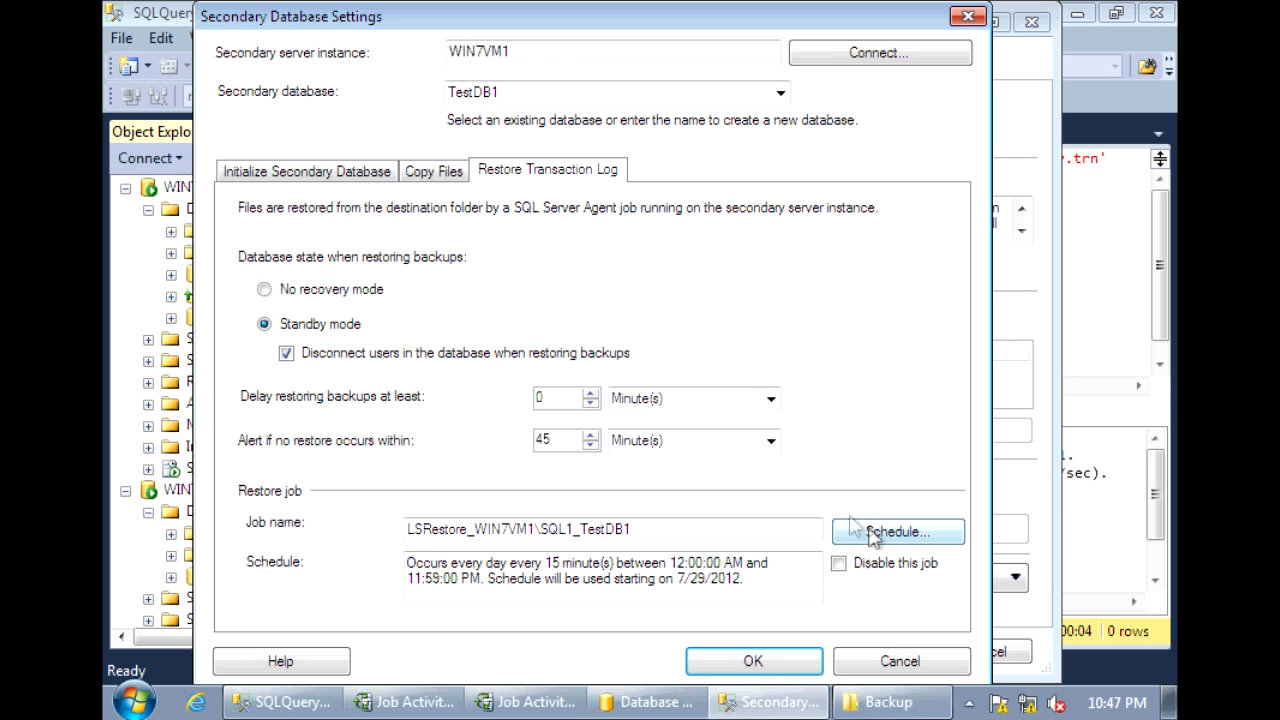 SQLQuery
Secondary Database Settings
File Edit
Secondary server instance: WIN7VM1 Connect...
Secondary database: TestDB1
Select an existing database or enter the name to create a new database.
Object Explo
Connect
.trn'
Initialize Secondary Database Copy Files Restore Transaction Log
WIN
Files are restored from the destination folder by a SQL Server Agent job running on the secondary server instance.
Database state when restoring backups:
No recovery mode
Standby mode
Disconnect users in the database when restoring backups
Delay restoring backups at least: 0 Minute(s)
Alert if no restore occurs within: 45 Minute(s)
/sec).
WIN
Restore job
Job name: LSRestore_WIN7VM1\SQL1_TestDB1 Schedule...
Schedule: Occurs every day every 15 minute(s) between 12:00:00 AM and
11:59:00 PM. Schedule will be used starting on 7/29/2012.
Disable this job
00:04 0 rows
Help OK Cancel
Ready
SQLQuery... Job Activit... Job Activit... Database ... Secondary... Backup 10:47 PM